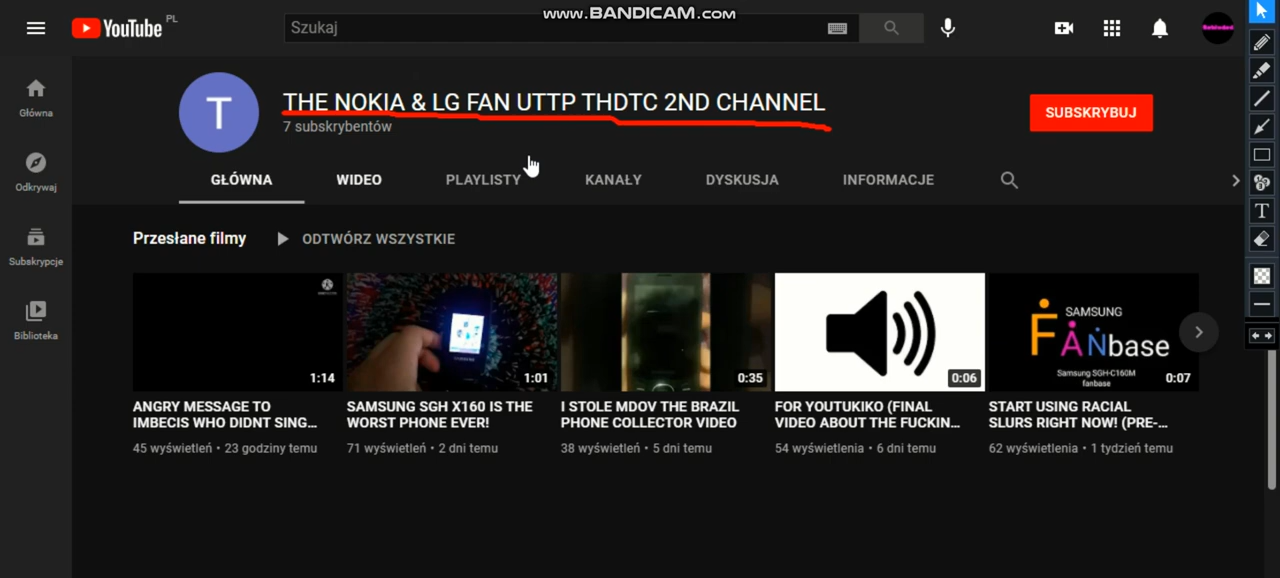 www.BANDICAM.com
YouTube PL
Szukaj
THE NOKIA & LG FAN UTTP THDTC 2ND CHANNEL
7 subskrybentów
SUBSKRYBUJ
Główna
Odkrywaj
Subskrypcje
Biblioteka
GŁÓWNA WIDEO PLAYLISTY KANAŁY DYSKUSJA INFORMACJE
Przesłane filmy ODTWÓRZ WSZYSTKIE
1:14
1:01
0:35
0:06
SAMSUNG
FANbase
Samsung SGH-C160M
fanbase
0:07
ANGRY MESSAGE TO
IMBECIS WHO DIDNT SING...
45 wyświetleń • 23 godziny temu
SAMSUNG SGH X160 IS THE
WORST PHONE EVER!
71 wyświetleń • 2 dni temu
I STOLE MDOV THE BRAZIL
PHONE COLLECTOR VIDEO
38 wyświetleń • 5 dni temu
FOR YOUTUKIKO (FINAL
VIDEO ABOUT THE FUCKIN...
54 wyświetlenia • 6 dni temu
START USING RACIAL
SLURS RIGHT NOW! (PRE-...
62 wyświetlenia • 1 tydzień temu
T
T